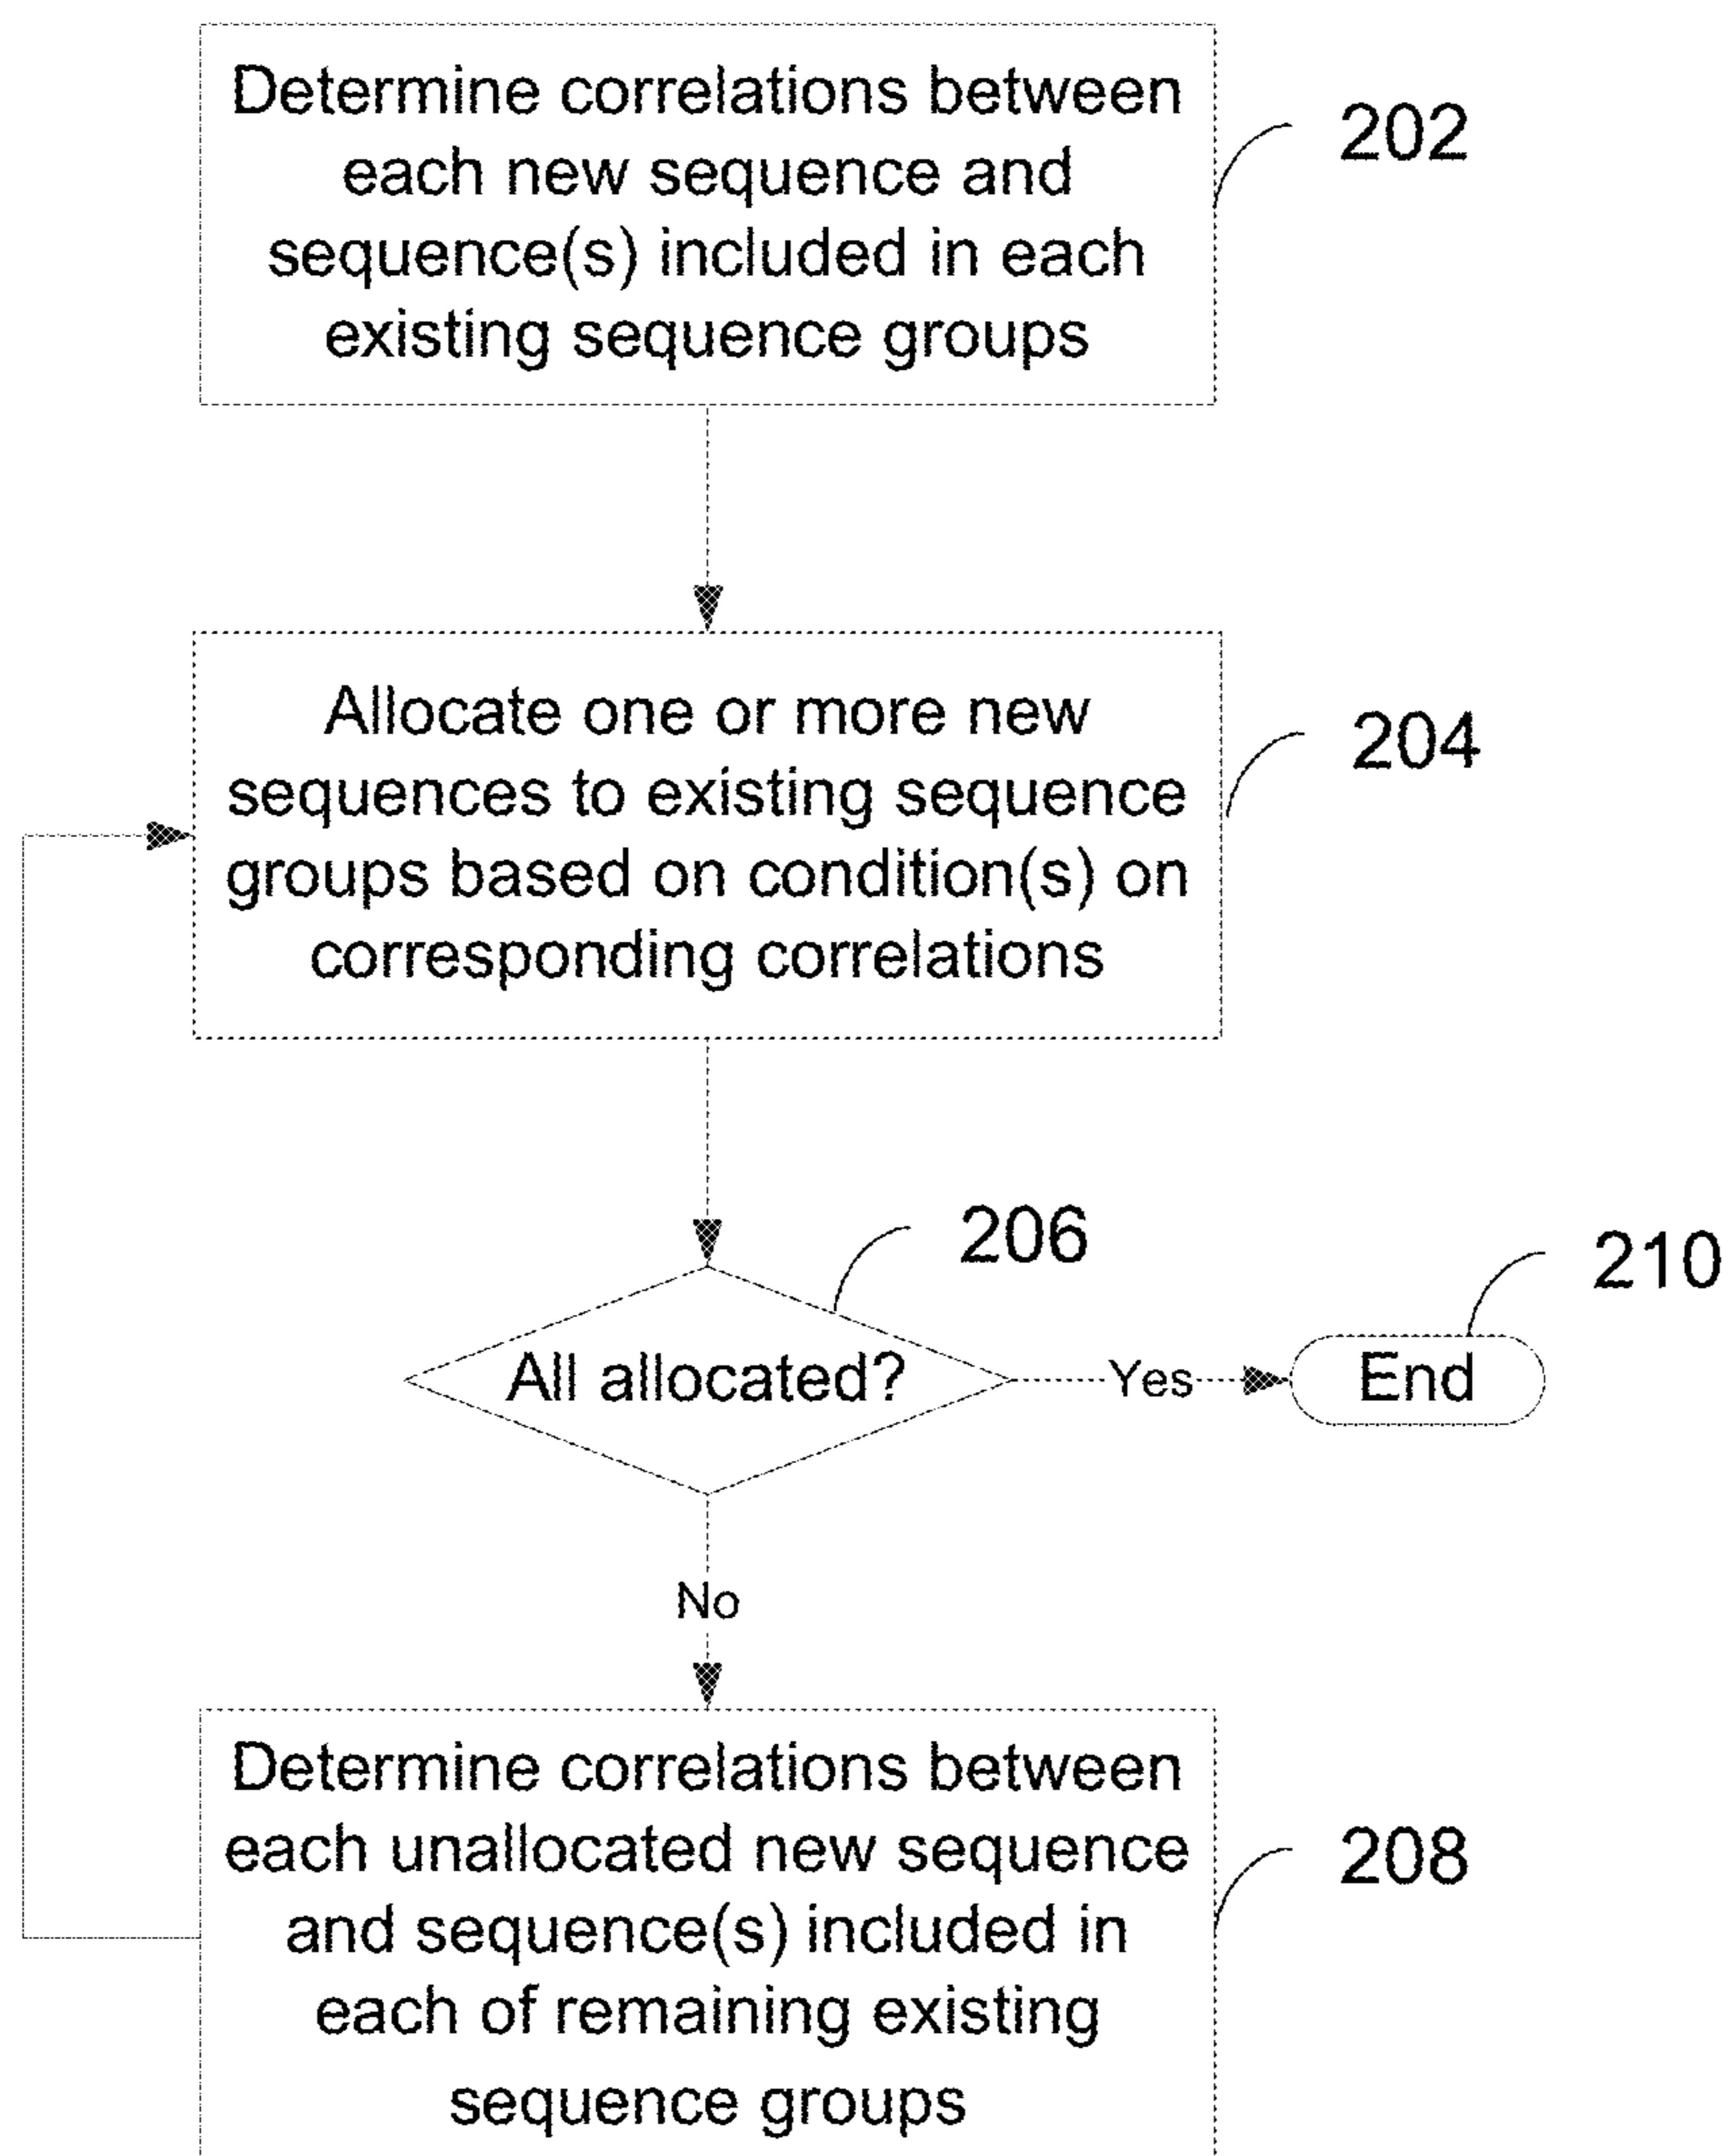 Determine correlations between
each new sequence and
sequence(s) included in each
existing sequence groups
202
Allocate one or more new
sequences to existing sequence
groups based on condition(s) on
corresponding correlations
204
206
All allocated?
Yes
210
End
No
Determine correlations between
each unallocated new sequence
and sequence(s) included in
each of remaining existing
sequence groups
208